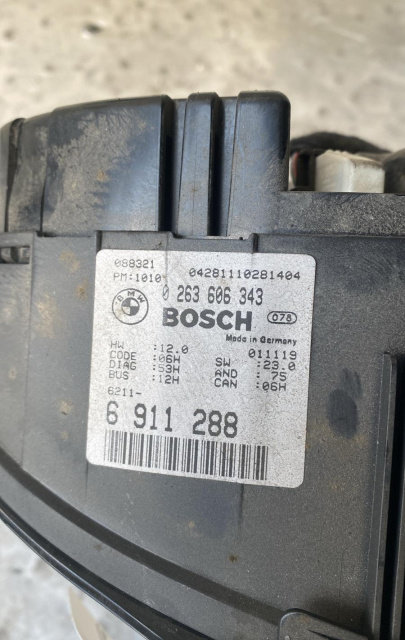 088321
PM:1010 04281110281404
BMW 0 263 606 343
BOSCH 078
Made in Germany
HW :12.0 011119
CODE :06H SW :23.0
DIAG :53H AND : 75
BUS :12H CAN :06H
6211-
6 911 288